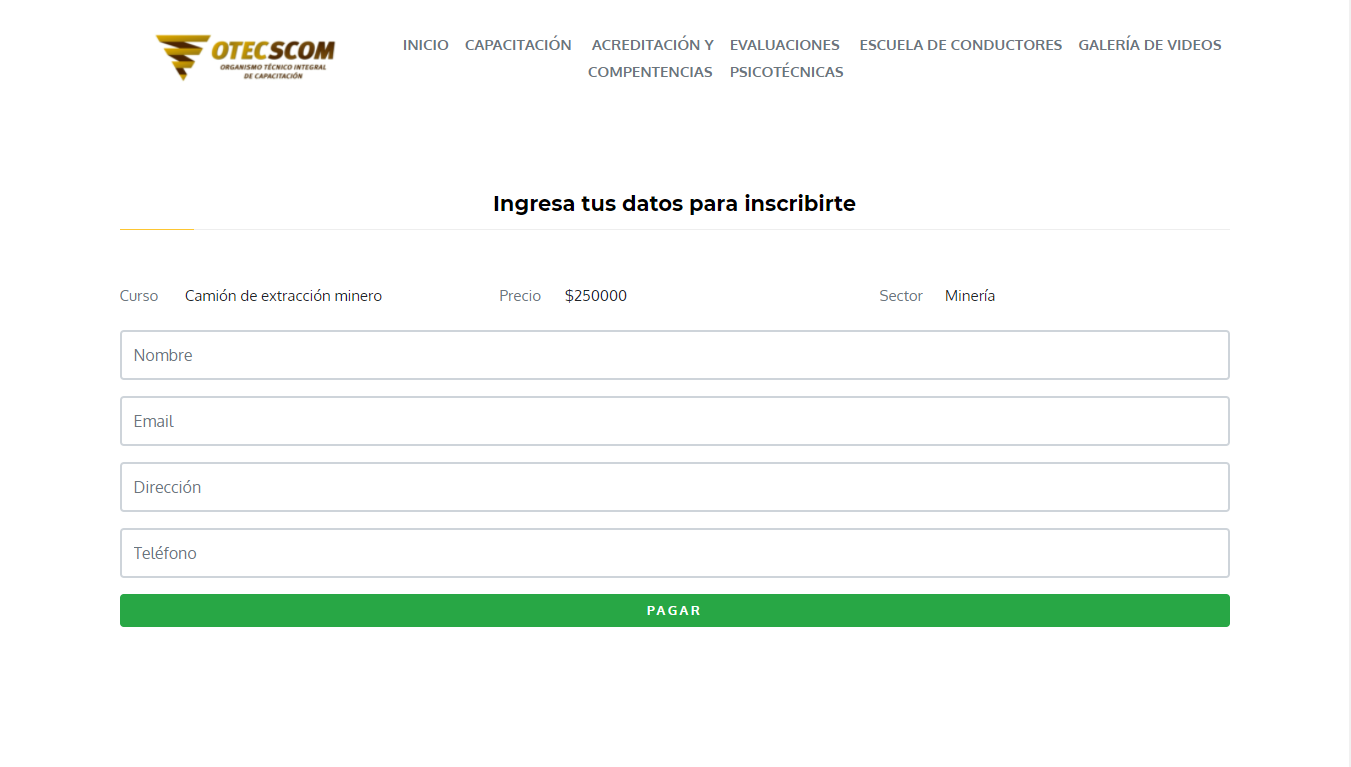 OTECSCOM
ORGANISMO TÉCNICO INTEGRAL
DE CAPACITACIÓN
INICIO CAPACITACIÓN ACREDITACIÓN Y COMPENTENCIAS EVALUACIONES PSICOTÉCNICAS ESCUELA DE CONDUCTORES GALERÍA DE VIDEOS
Ingresa tus datos para inscribirte
Curso Camión de extracción minero Precio $250000 Sector Minería
Nombre
Email
Dirección
Teléfono
PAGAR